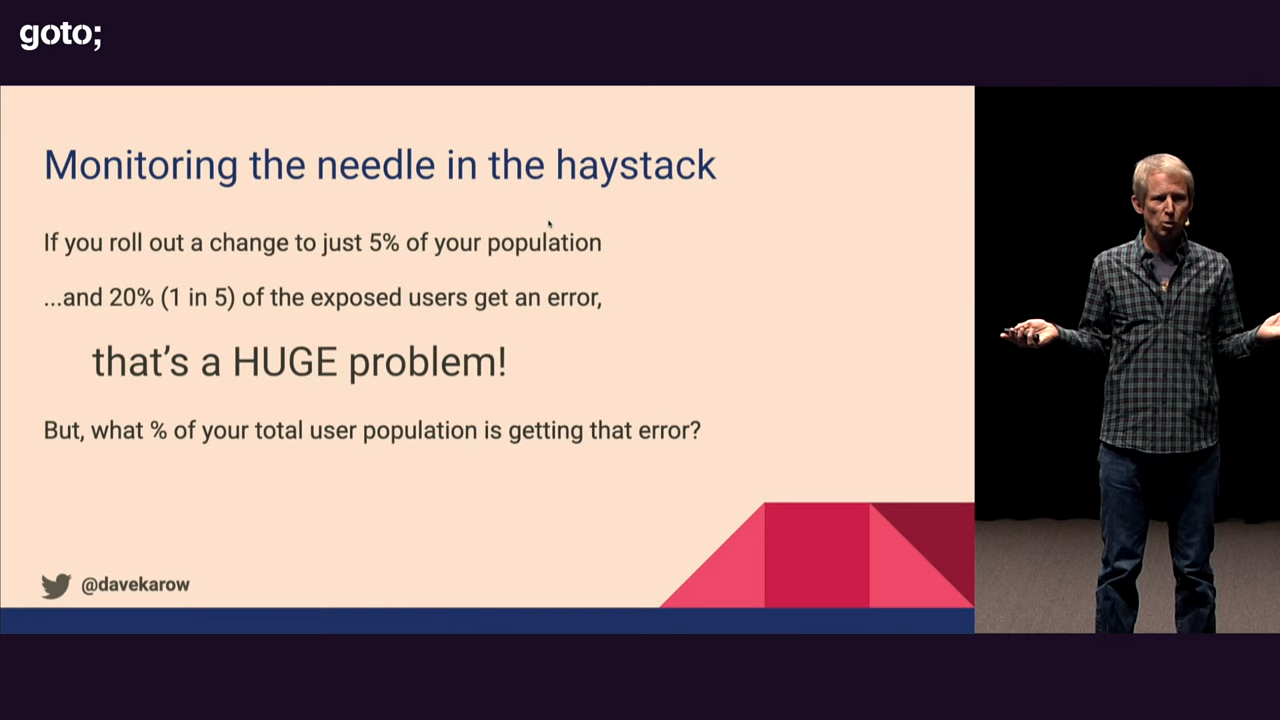 goto;
Monitoring the needle in the haystack
If you roll out a change to just 5% of your population
...and 20% (1 in 5) of the exposed users get an error,
that’s a HUGE problem!
But, what % of your total user population is getting that error?
@davekarow